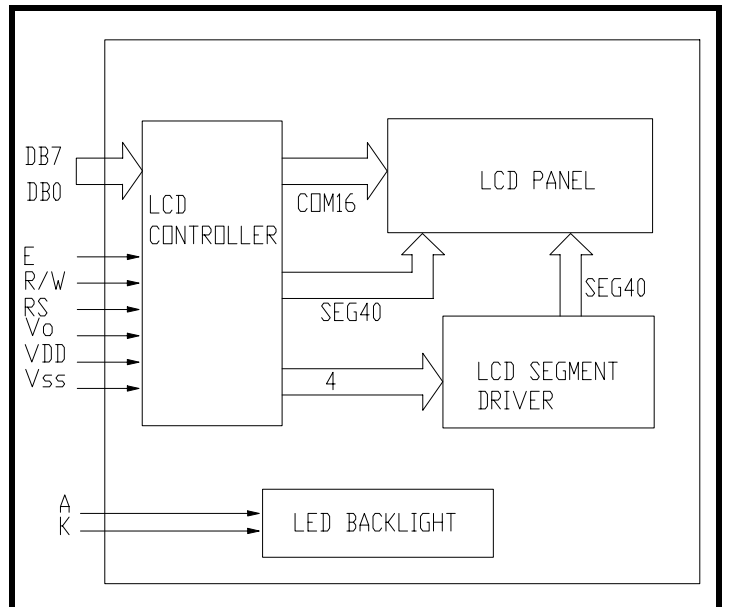 DB7
DB0
E
R/W
RS
Vo
VDD
Vss
LCD
CONTROLLER
COM16
SEG40
4
LCD PANEL
SEG40
LCD SEGMENT
DRIVER
A
K
LED BACKLIGHT